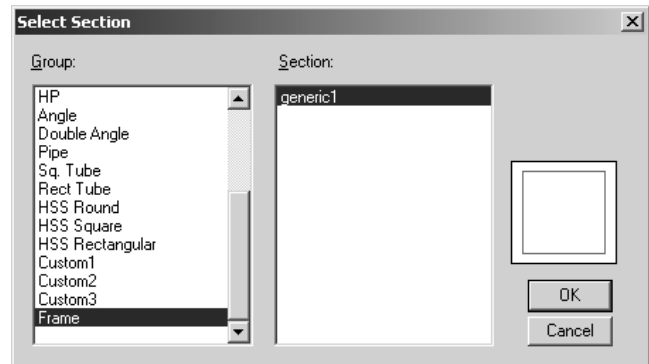 Select Section
Group:
Section:
HP
Angle
Double Angle
Pipe
Sq. Tube
Rect Tube
HSS Round
HSS Square
HSS Rectangular
Custom1
Custom2
Custom3
Frame
generic1
OK
Cancel